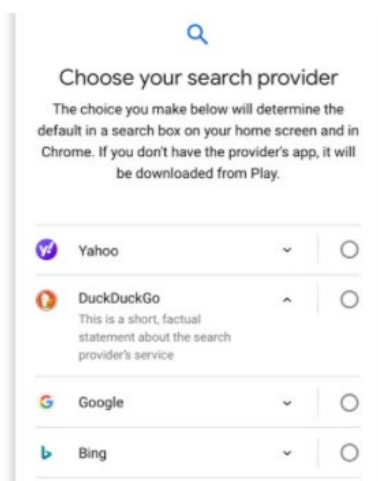 Choose your search provider
The choice you make below will determine the
default in a search box on your home screen and in
Chrome. If you don't have the provider's app, it will
be downloaded from Play.
Yahoo
DuckDuckGo
This is a short, factual
statement about the search
provider's service
Google
Bing